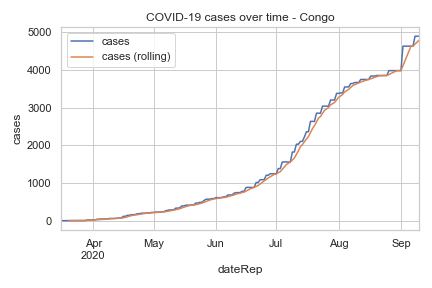 COVID-19 cases over time - Congo
cases
cases (rolling)
cases
5000
4000
3000
2000
1000
0
Apr
2020
May
Jun
Jul
Aug
Sep
dateRep